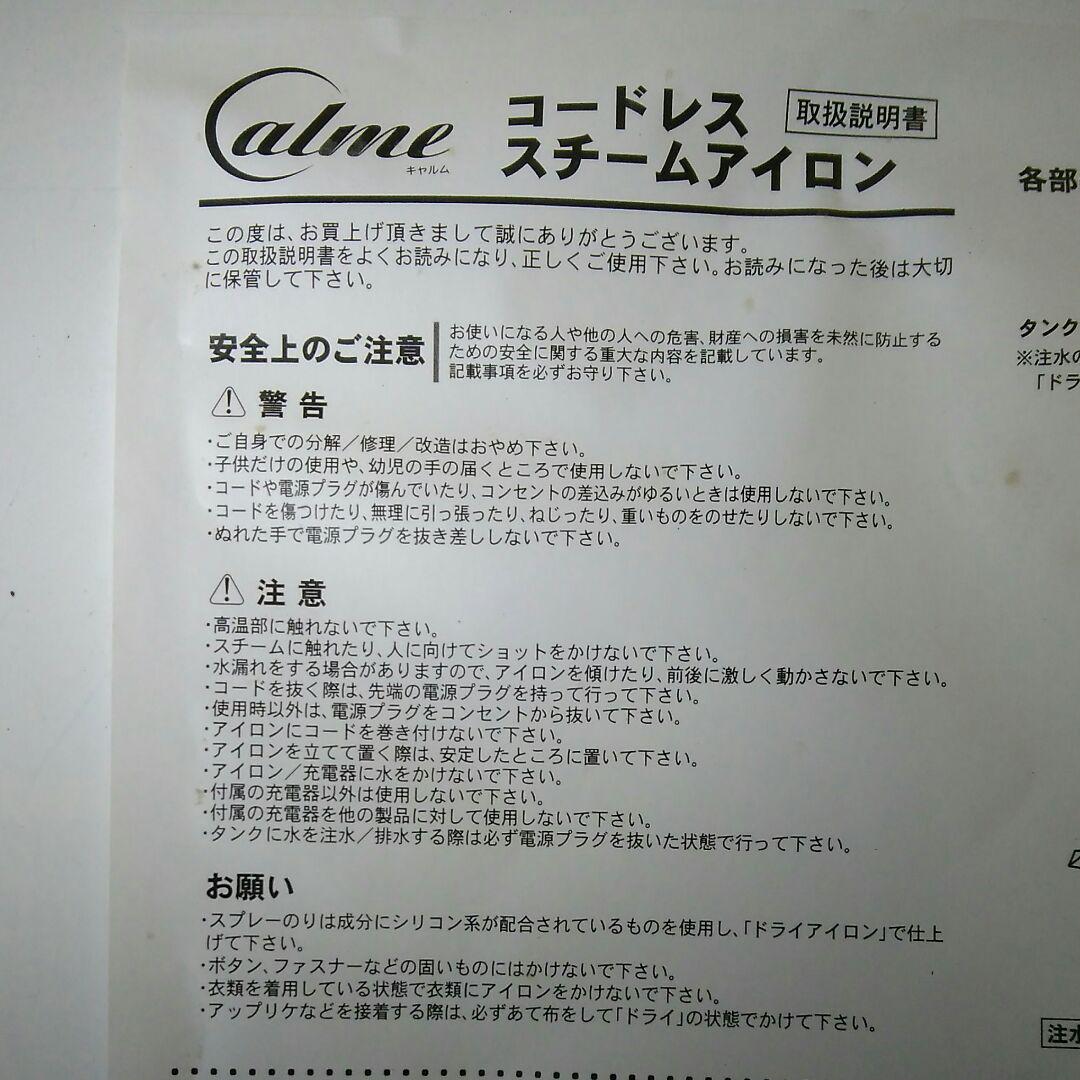 Calme
キャルム
コードレス
スチームアイロン
取扱説明書
この度は、お買上げ頂きまして誠にありがとうございます。
この取扱説明書をよくお読みになり、正しくご使用下さい。お読みになった後は大切
に保管して下さい。
安全上のご注意
お使いになる人や他の人への危害、財産への損害を未然に防止する
ための安全に関する重大な内容を記載しています。
記載事項を必ずお守り下さい。
警告
・ご自身での分解／修理／改造はおやめ下さい。
・子供だけの使用や、幼児の手の届くところで使用しないで下さい。
・コードや電源プラグが傷んでいたり、コンセントの差込みがゆるいときは使用しないで下さい。
・コードを傷つけたり、無理に引っ張ったり、ねじったり、重いものをのせたりしないで下さい。
・ぬれた手で電源プラグを抜き差ししないで下さい。
注意
・高温部に触れないで下さい。
・スチームに触れたり、人に向けてショットをかけないで下さい。
・水漏れをする場合がありますので、アイロンを傾けたり、前後に激しく動かさないで下さい。
・コードを抜く際は、先端の電源プラグを持って行って下さい。
・使用時以外は、電源プラグをコンセントから抜いて下さい。
・アイロンにコードを巻き付けないで下さい。
・アイロンを立てて置く際は、安定したところに置いて下さい。
・アイロン／充電器に水をかけないで下さい。
・付属の充電器以外は使用しないで下さい。
・付属の充電器を他の製品に対して使用しないで下さい。
・タンクに水を注水／排水する際は必ず電源プラグを抜いた状態で行って下さい。
お願い
・スプレーのりは成分にシリコン系が配合されているものを使用し、「ドライアイロン」で仕上
げて下さい。
・ボタン、ファスナーなどの固いものにはかけないで下さい。
・衣類を着用している状態で衣類にアイロンをかけないで下さい。
・アップリケなどを接着する際は、必ずあて布をして「ドライ」の状態でかけて下さい。
各部
タンク
※注水の
「ドラ
注水